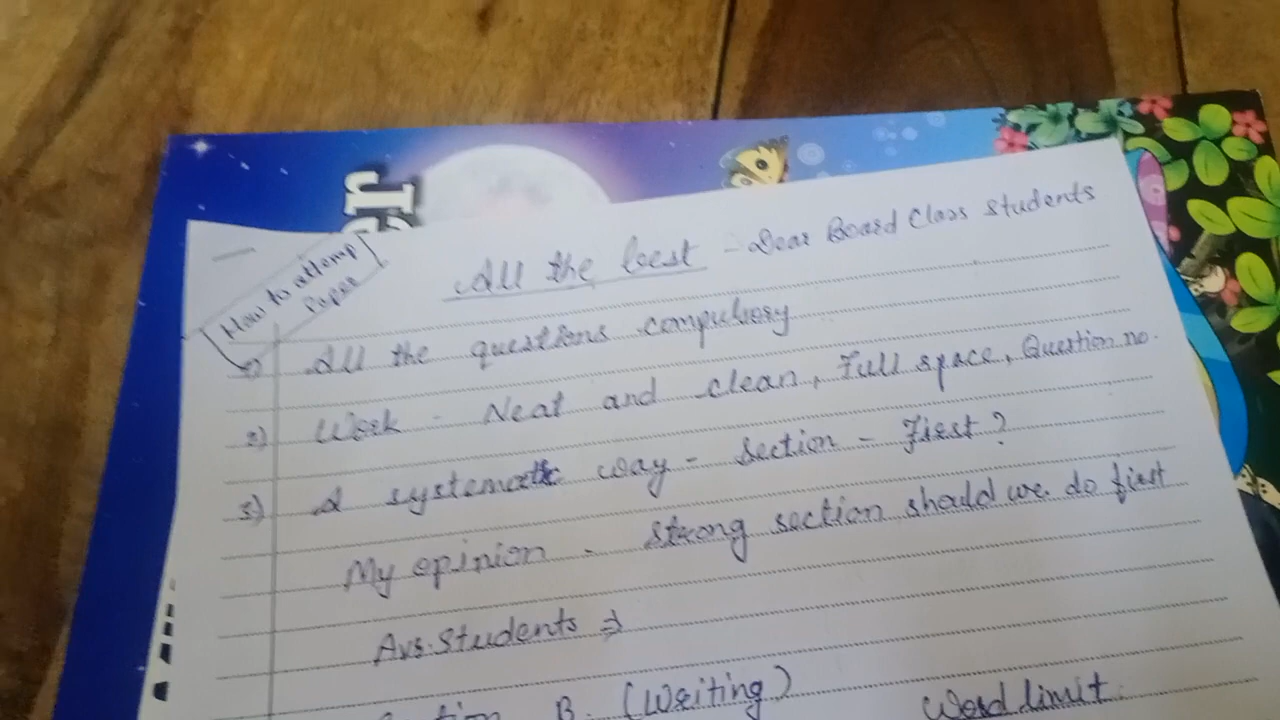 How to attemp
Paper
All the best - Dear Board Class Students
1) All the questions compulsory
2) Work - Neat and clean, Full space, Question no.
3) A systematic way - section - First?
My opinion - Strong section should we do first
Avg. Students ⇒
B. (Writing) Word limit